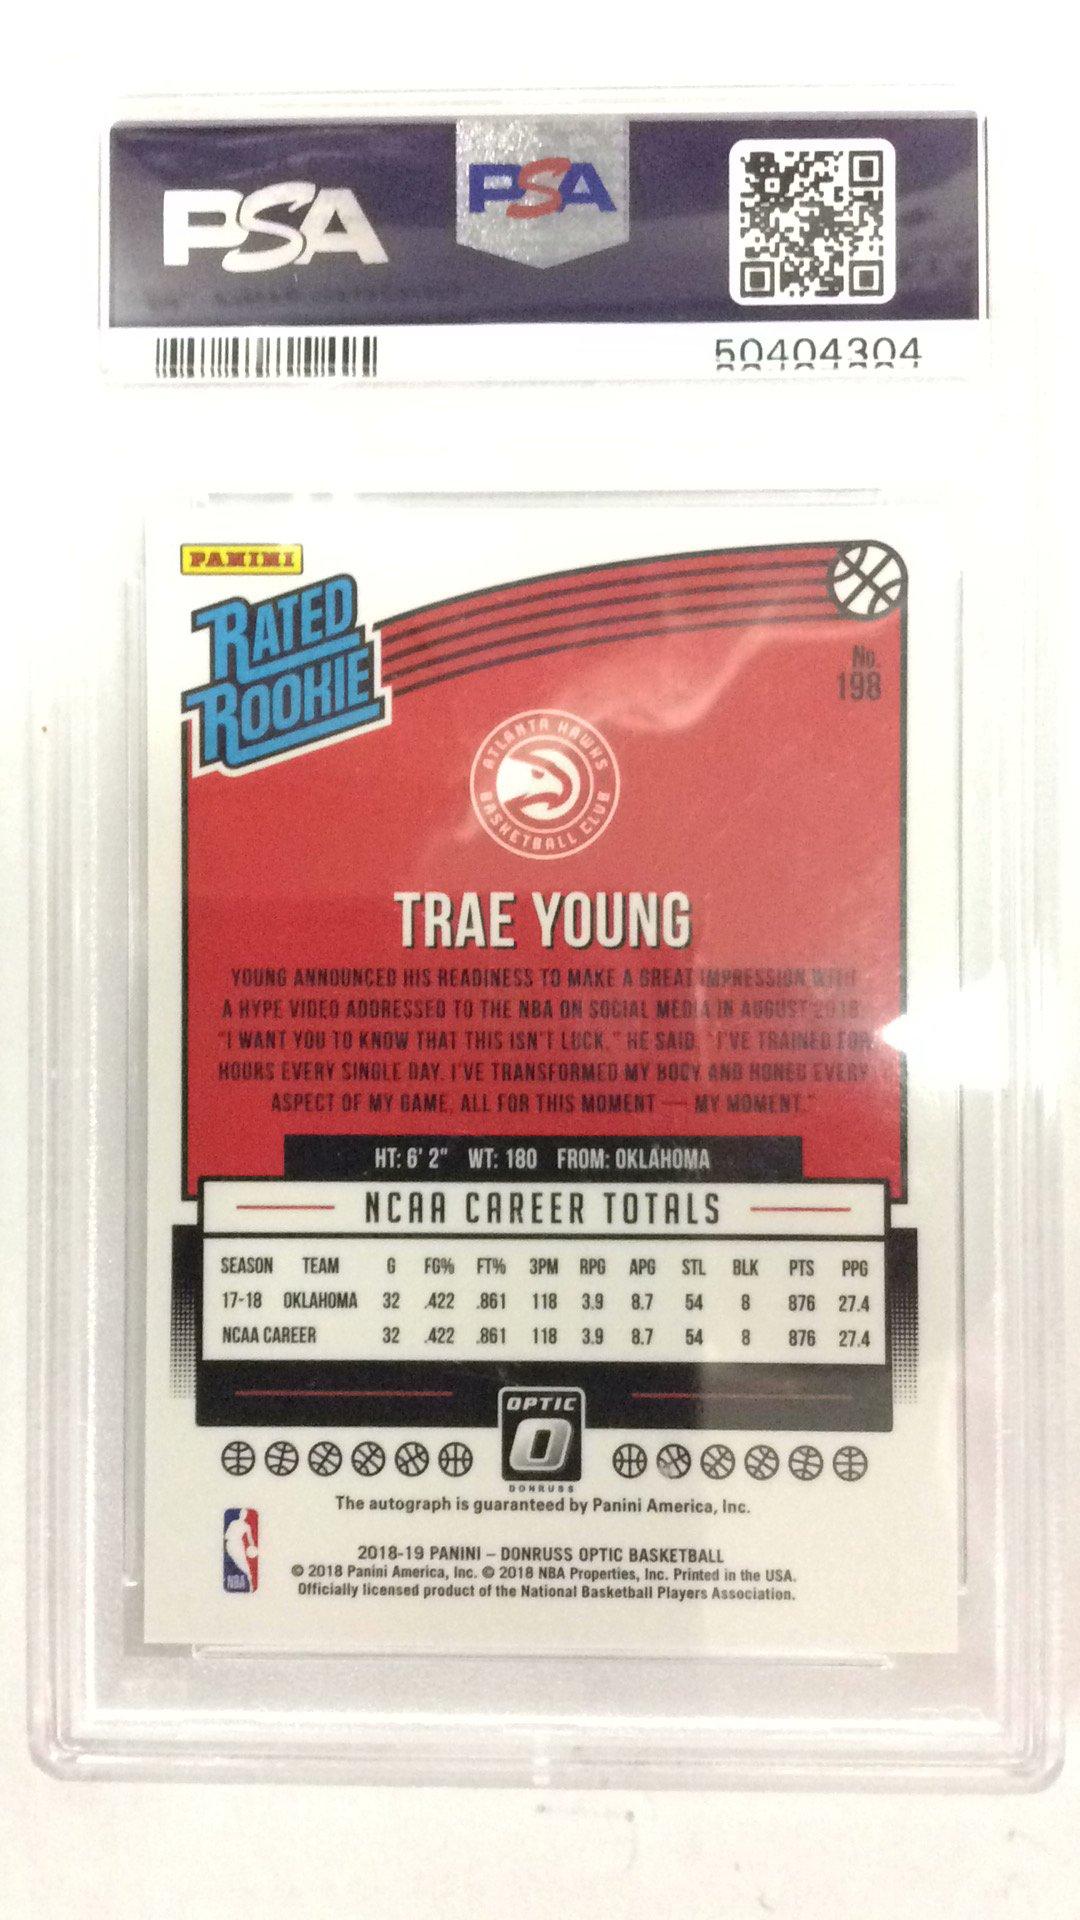 PSA
PSA
50404304
PANINI
RATED
ROOKIE
No.
198
ATLANTA HAWKS
BASKETBALL CLUB
TRAE YOUNG
YOUNG ANNOUNCED HIS READINESS TO MAKE A GREAT IMPRESSION WITH
A HYPE VIDEO ADDRESSED TO THE NBA ON SOCIAL MEDIA IN AUGUST 2018.
"I WANT YOU TO KNOW THAT THIS ISN'T LUCK," HE SAID. "I'VE TRAINED FOR
HOURS EVERY SINGLE DAY. I'VE TRANSFORMED MY BODY AND HONED EVERY
ASPECT OF MY GAME, ALL FOR THIS MOMENT — MY MOMENT."
HT: 6' 2" WT: 180 FROM: OKLAHOMA
NCAA CAREER TOTALS
SEASON TEAM G FG% FT% 3PM RPG APG STL BLK PTS PPG
17-18 OKLAHOMA 32 .422 .861 118 3.9 8.7 54 8 876 27.4
NCAA CAREER 32 .422 .861 118 3.9 8.7 54 8 876 27.4
OPTIC
O
DONRUSS
The autograph is guaranteed by Panini America, Inc.
NBA
2018-19 PANINI – DONRUSS OPTIC BASKETBALL
© 2018 Panini America, Inc. © 2018 NBA Properties, Inc. Printed in the USA.
Officially licensed product of the National Basketball Players Association.